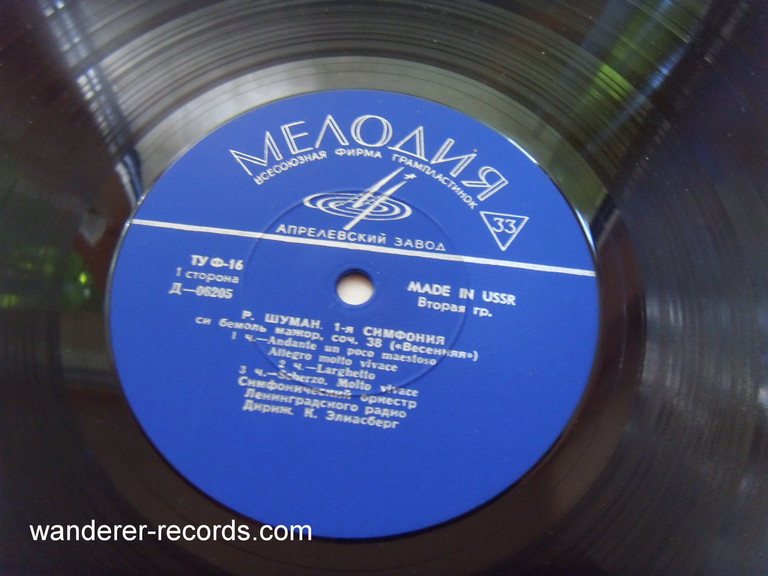 МЕЛОДИЯ
ВСЕСОЮЗНАЯ ФИРМА ГРАМПЛАСТИНОК
33
АПРЕЛЕВСКИЙ ЗАВОД
ТУ Ф-16
1 сторона
Д—06205
MADE IN USSR
Вторая гр.
Р. ШУМАН. 1-я СИМФОНИЯ
си бемоль мажор, соч. 38 («Весенняя»)
1 ч.—Andante un poco maestoso
Allegro molto vivace
2 ч.—Larghetto
3 ч.—Scherzo. Molto vivace
Симфонический оркестр
Ленинградского радио
Дириж. К. Элиасберг
wanderer-records.com